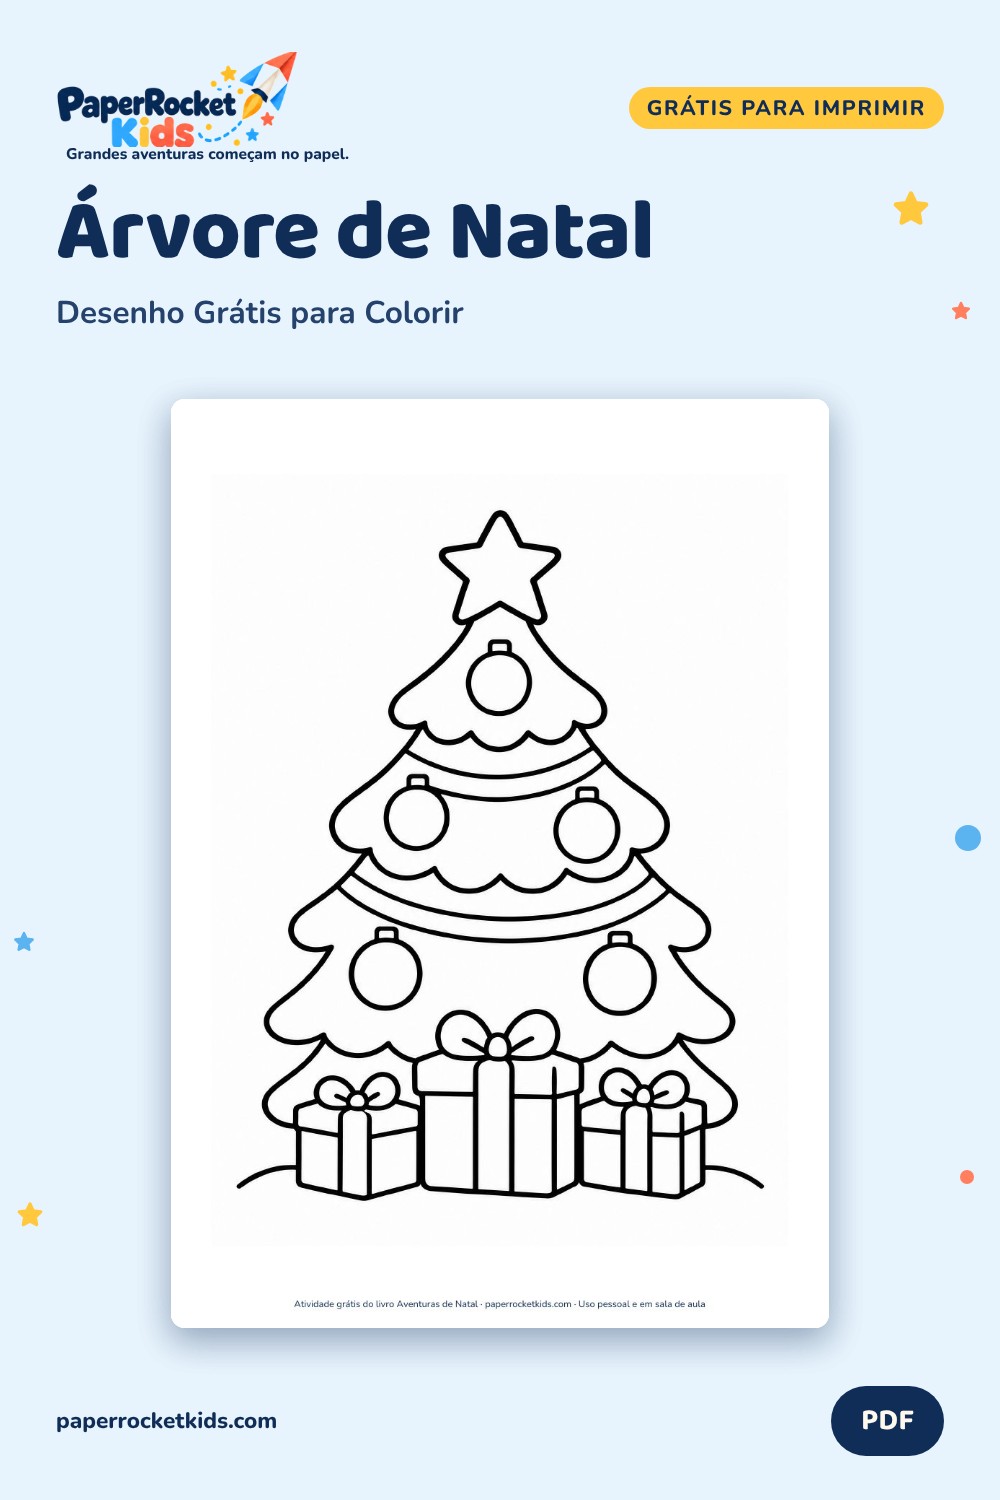 PaperRocket
Kids
Grandes aventuras começam no papel.
GRÁTIS PARA IMPRIMIR
Árvore de Natal
Desenho Grátis para Colorir
Atividade grátis do livro Aventuras de Natal · paperrocketkids.com · Uso pessoal e em sala de aula
paperrocketkids.com
PDF